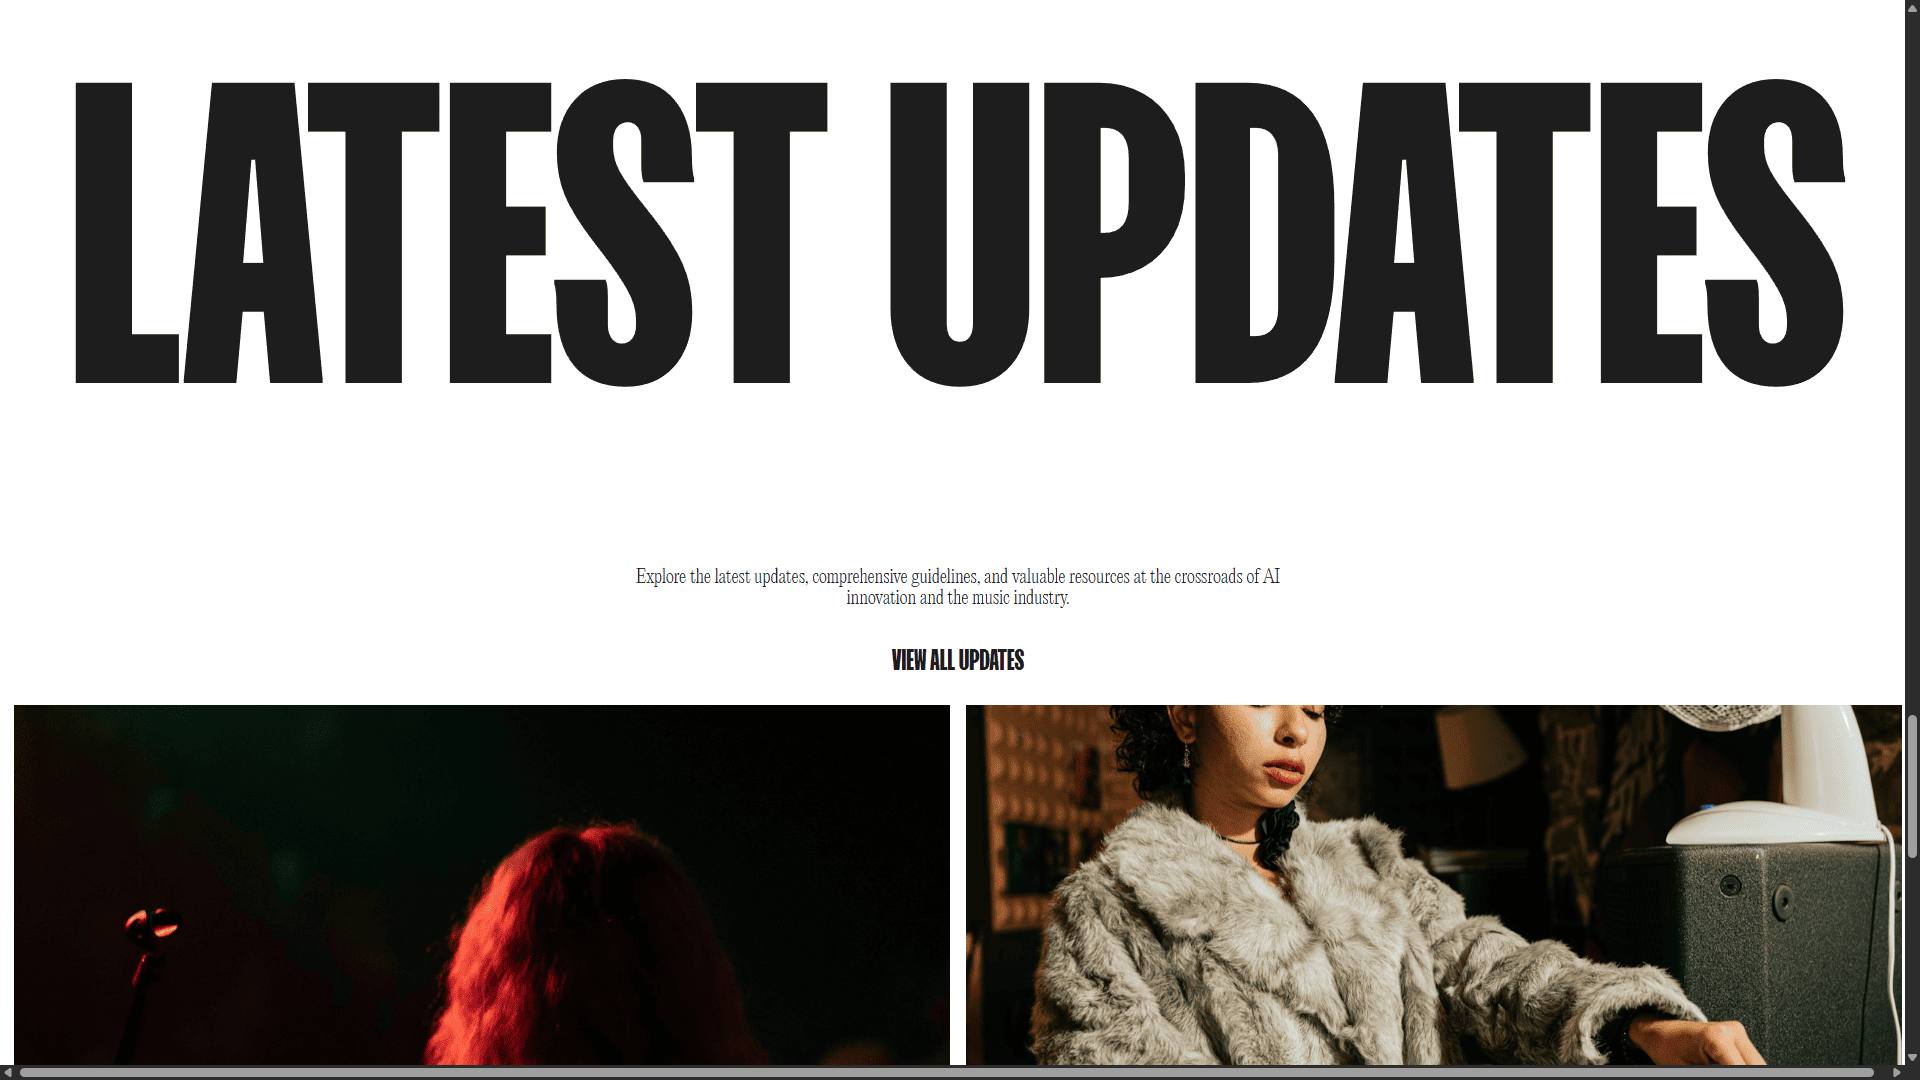 LATEST UPDATES
Explore the latest updates, comprehensive guidelines, and valuable resources at the crossroads of AI
innovation and the music industry.
VIEW ALL UPDATES